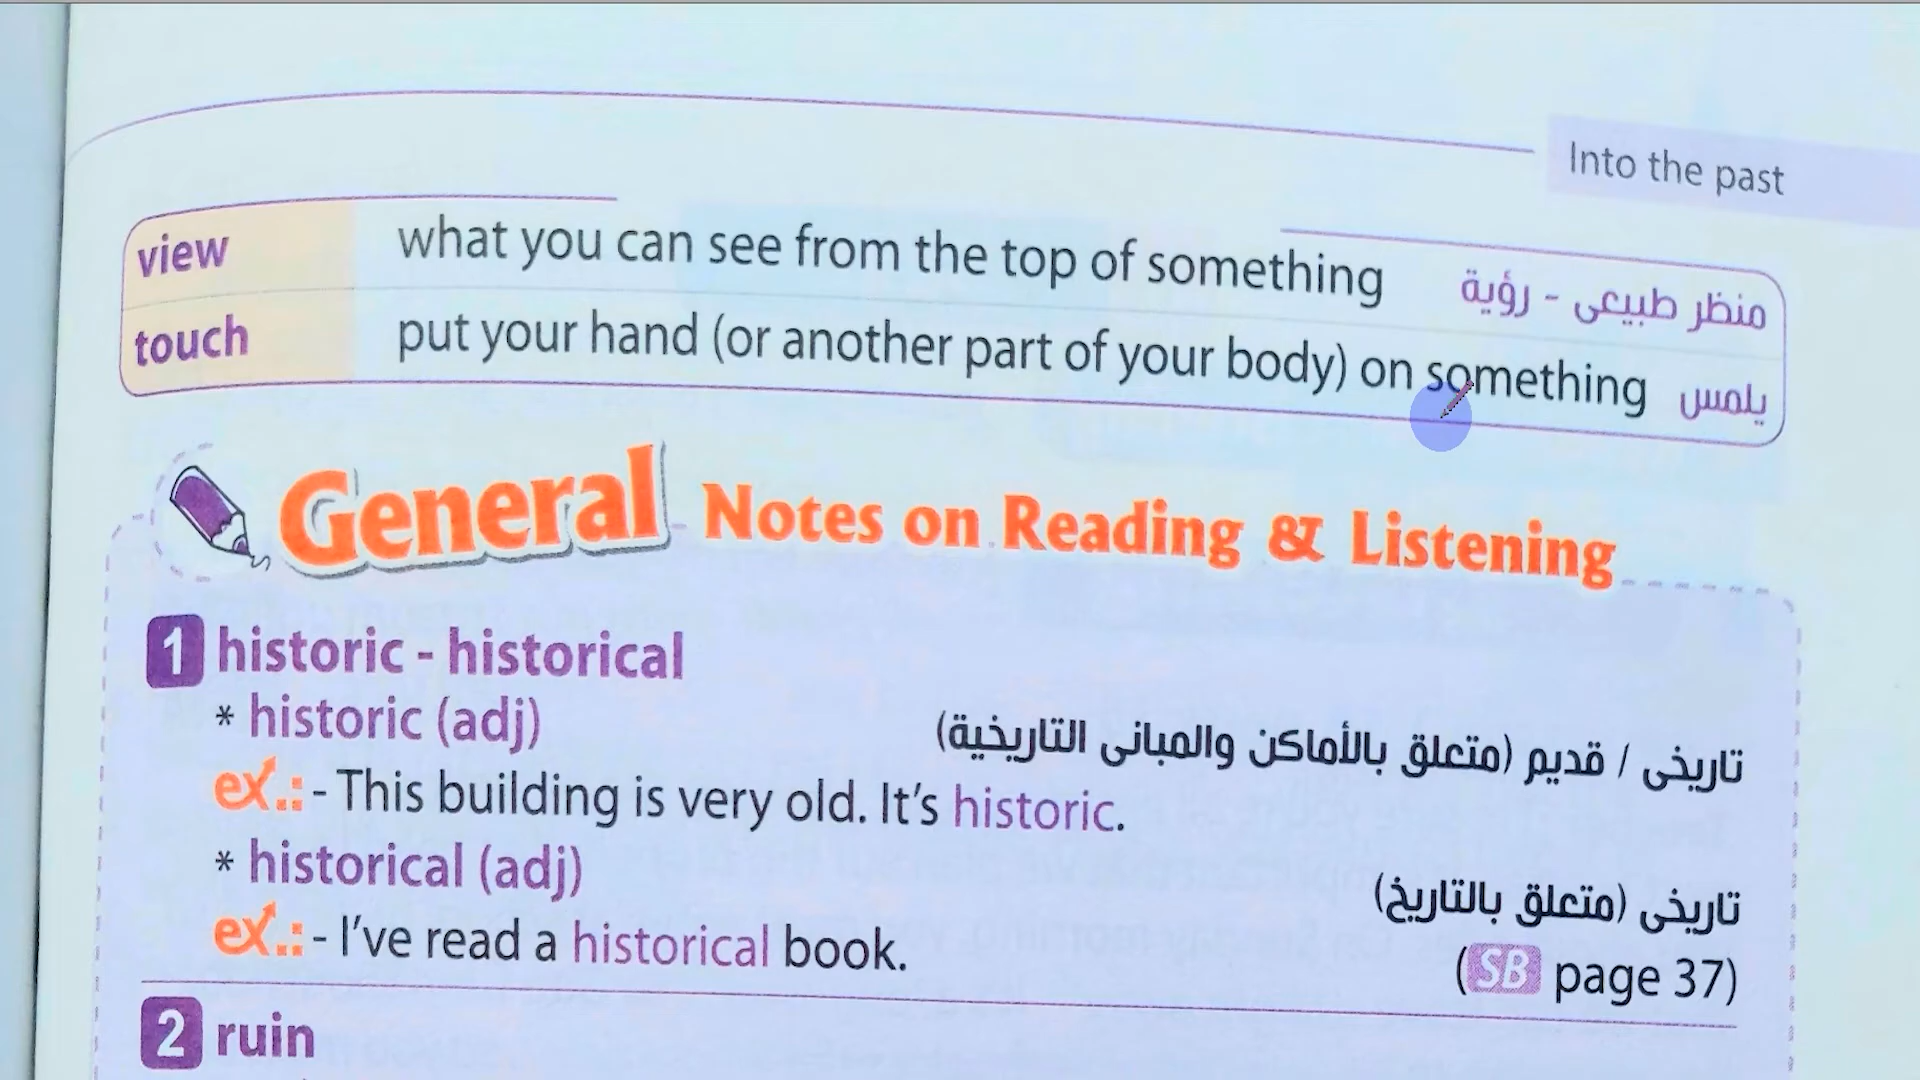 Into the past
view what you can see from the top of something منظر طبيعى - رؤية
touch put your hand (or another part of your body) on something يلمس
General Notes on Reading & Listening
1 historic - historical
* historic (adj) تاريخى / قديم (متعلق بالأماكن والمبانى التاريخية)
ex.: - This building is very old. It's historic.
* historical (adj) تاريخى (متعلق بالتاريخ)
ex.: - I've read a historical book. (SB page 37)
2 ruin